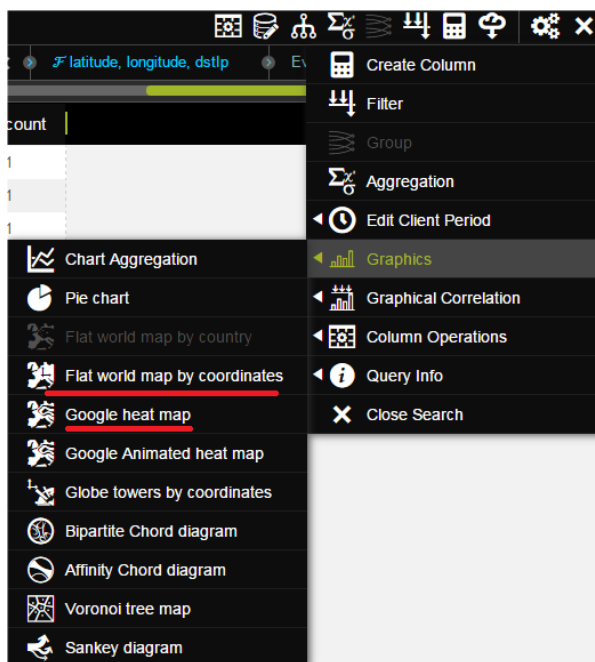 latitude, longitude, dstIp
Ev
Create Column
count
Filter
1
Group
1
Aggregation
1
Edit Client Period
Chart Aggregation
Graphics
Pie chart
Graphical Correlation
Flat world map by country
Column Operations
Flat world map by coordinates
Query Info
Google heat map
Close Search
Google Animated heat map
Globe towers by coordinates
Bipartite Chord diagram
Affinity Chord diagram
Voronoi tree map
Sankey diagram